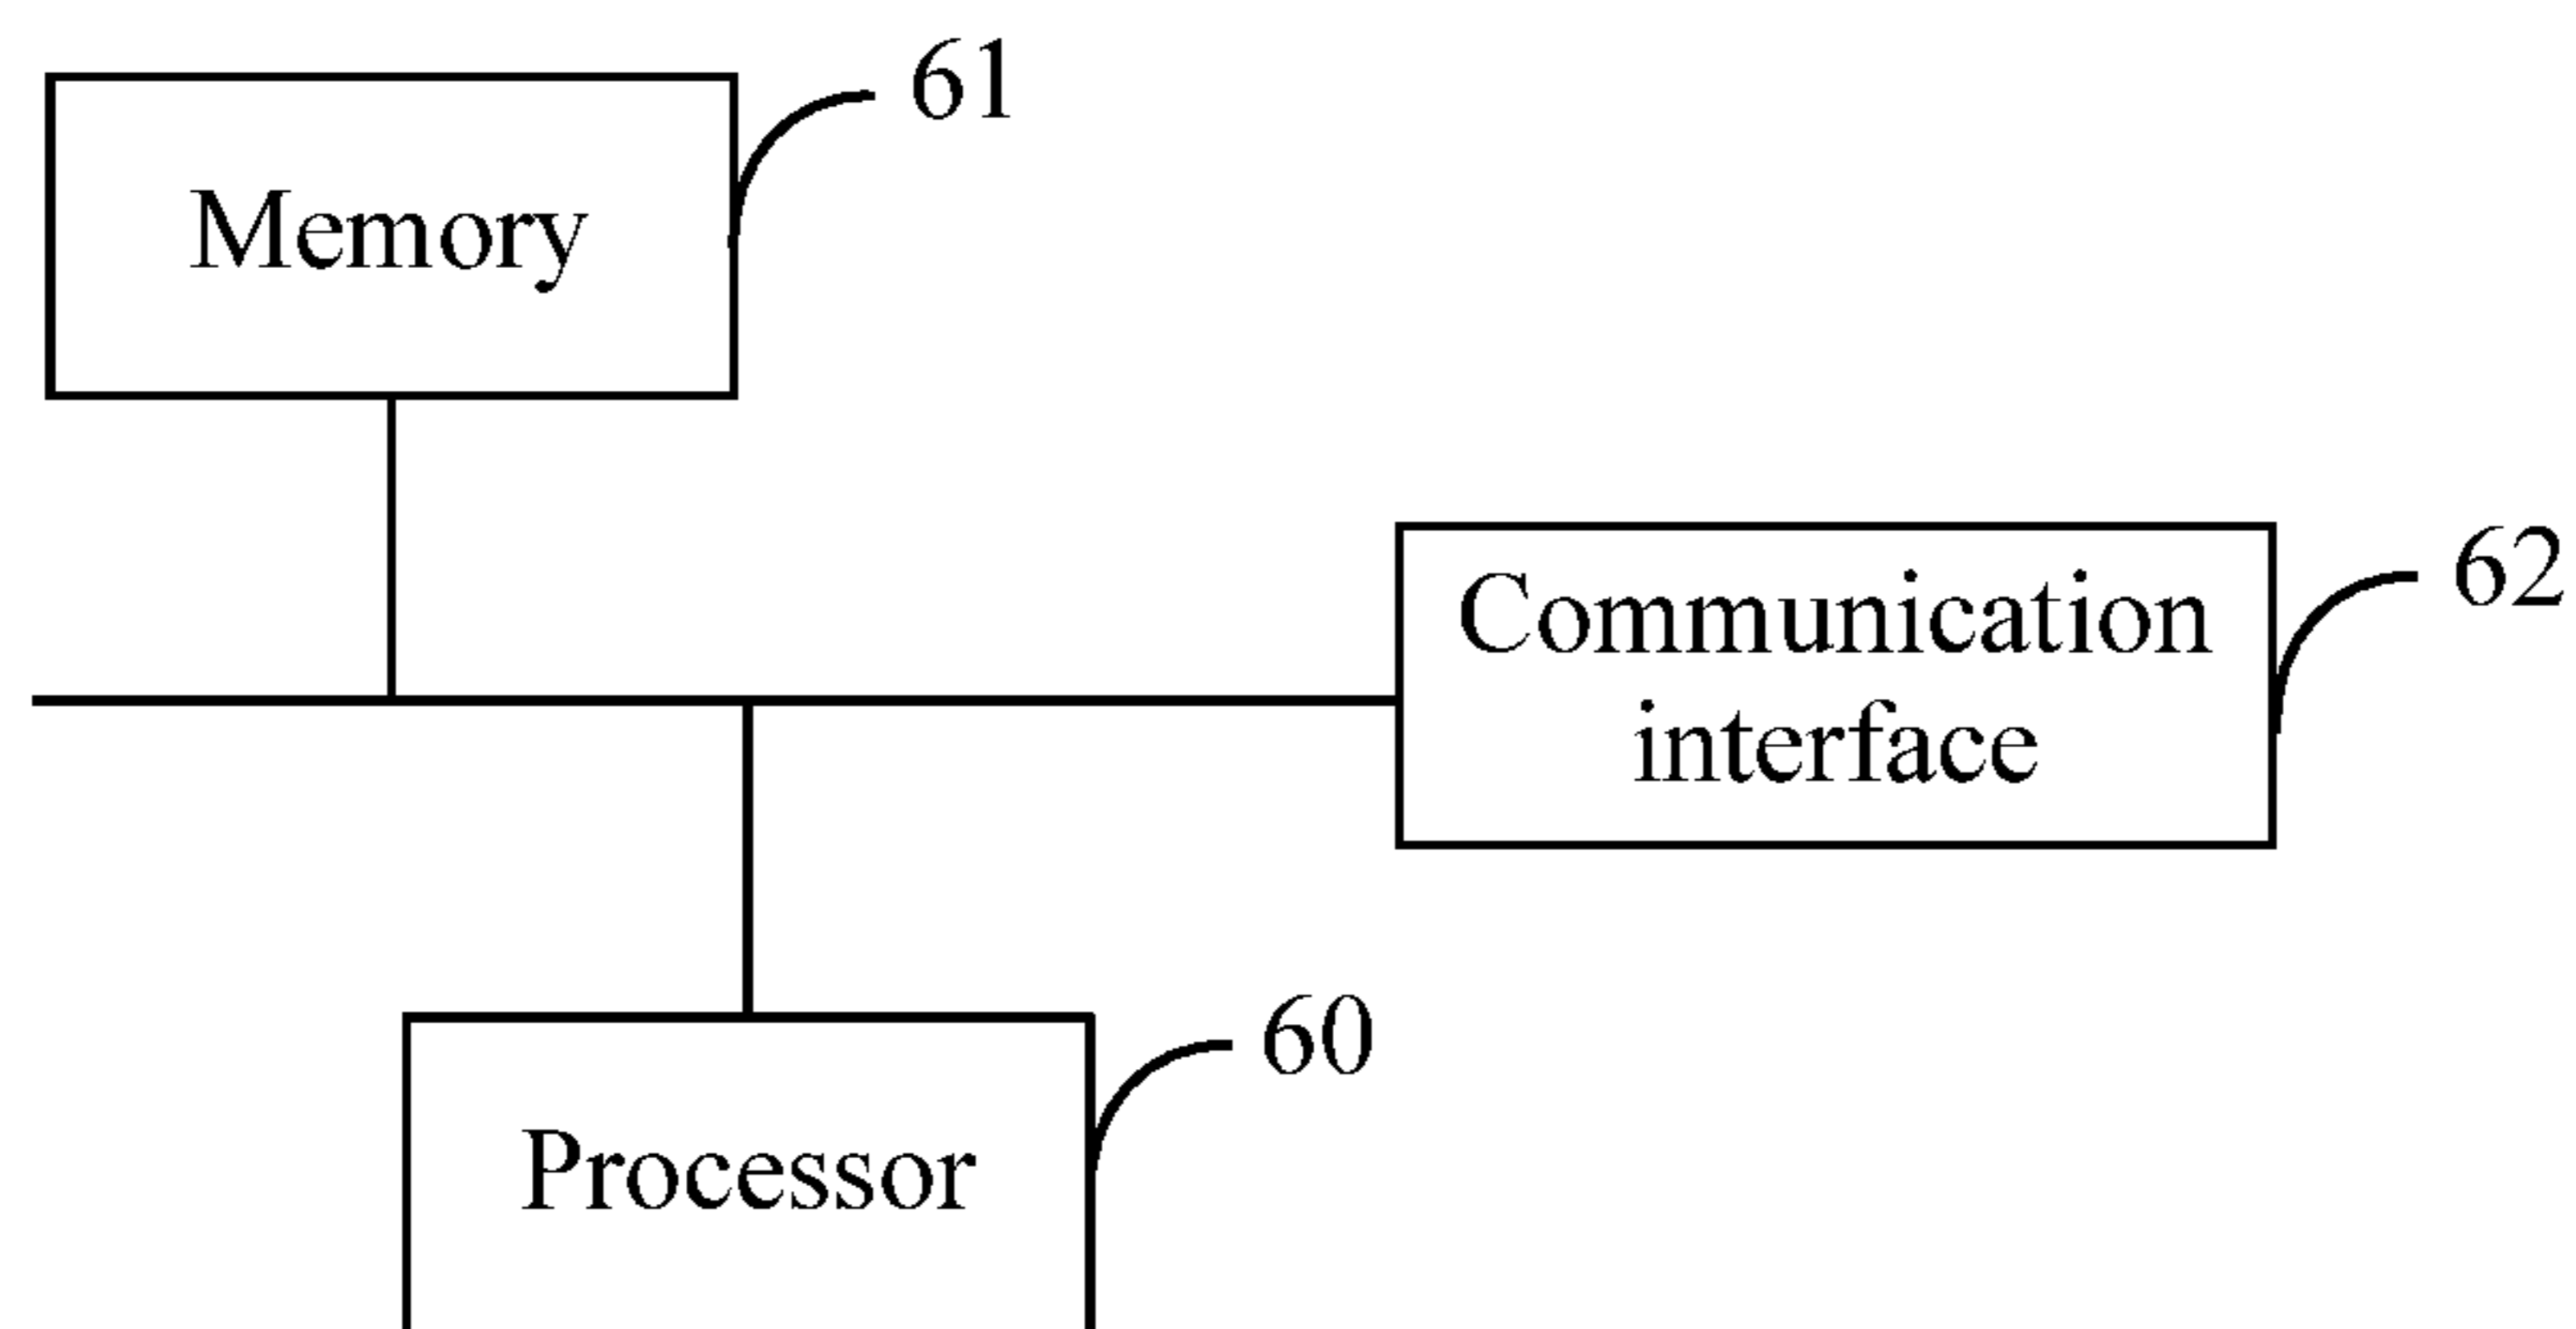 61
Memory
Communication
interface
62
60
Processor